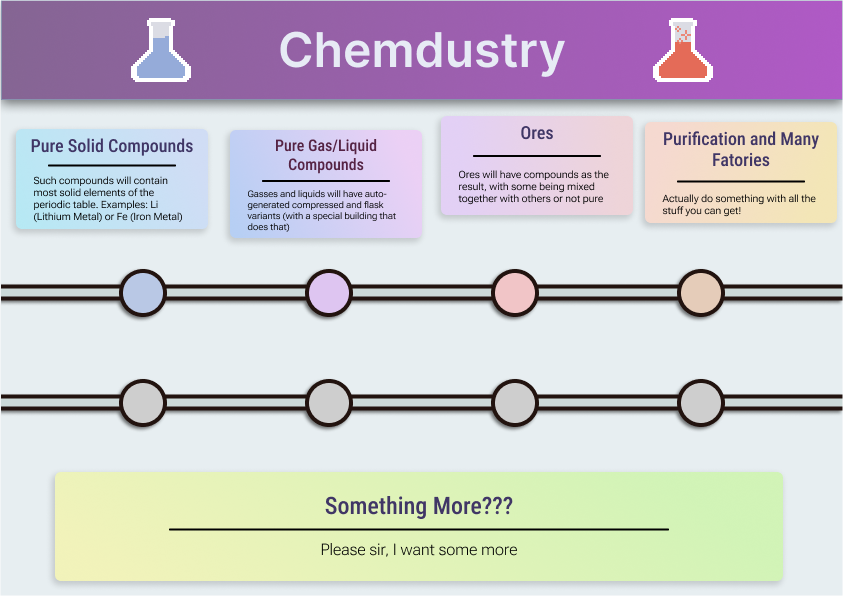 Chemdustry
Pure Solid Compounds
Such compounds will contain
most solid elements of the
periodic table. Examples: Li
(Lithium Metal) or Fe (Iron Metal)
Pure Gas/Liquid
Compounds
Gasses and liquids will have auto-
generated compressed and flask
variants (with a special building that
does that)
Ores
Ores will have compounds as the
result, with some being mixed
together with others or not pure
Purification and Many
Fatories
Actually do something with all the
stuff you can get!
Something More???
Please sir, I want some more